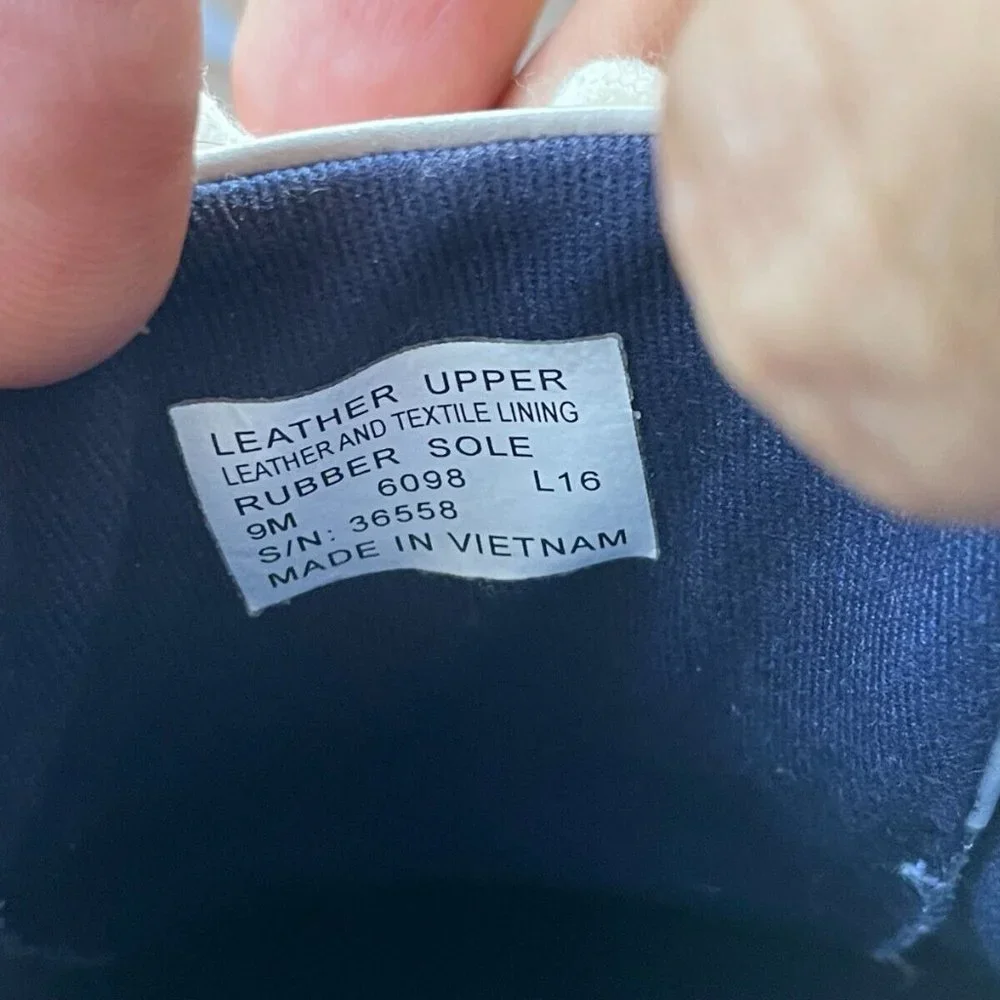 LEATHER UPPER
LEATHER AND TEXTILE LINING
RUBBER SOLE
9M 6098 L16
S/N: 36558
MADE IN VIETNAM